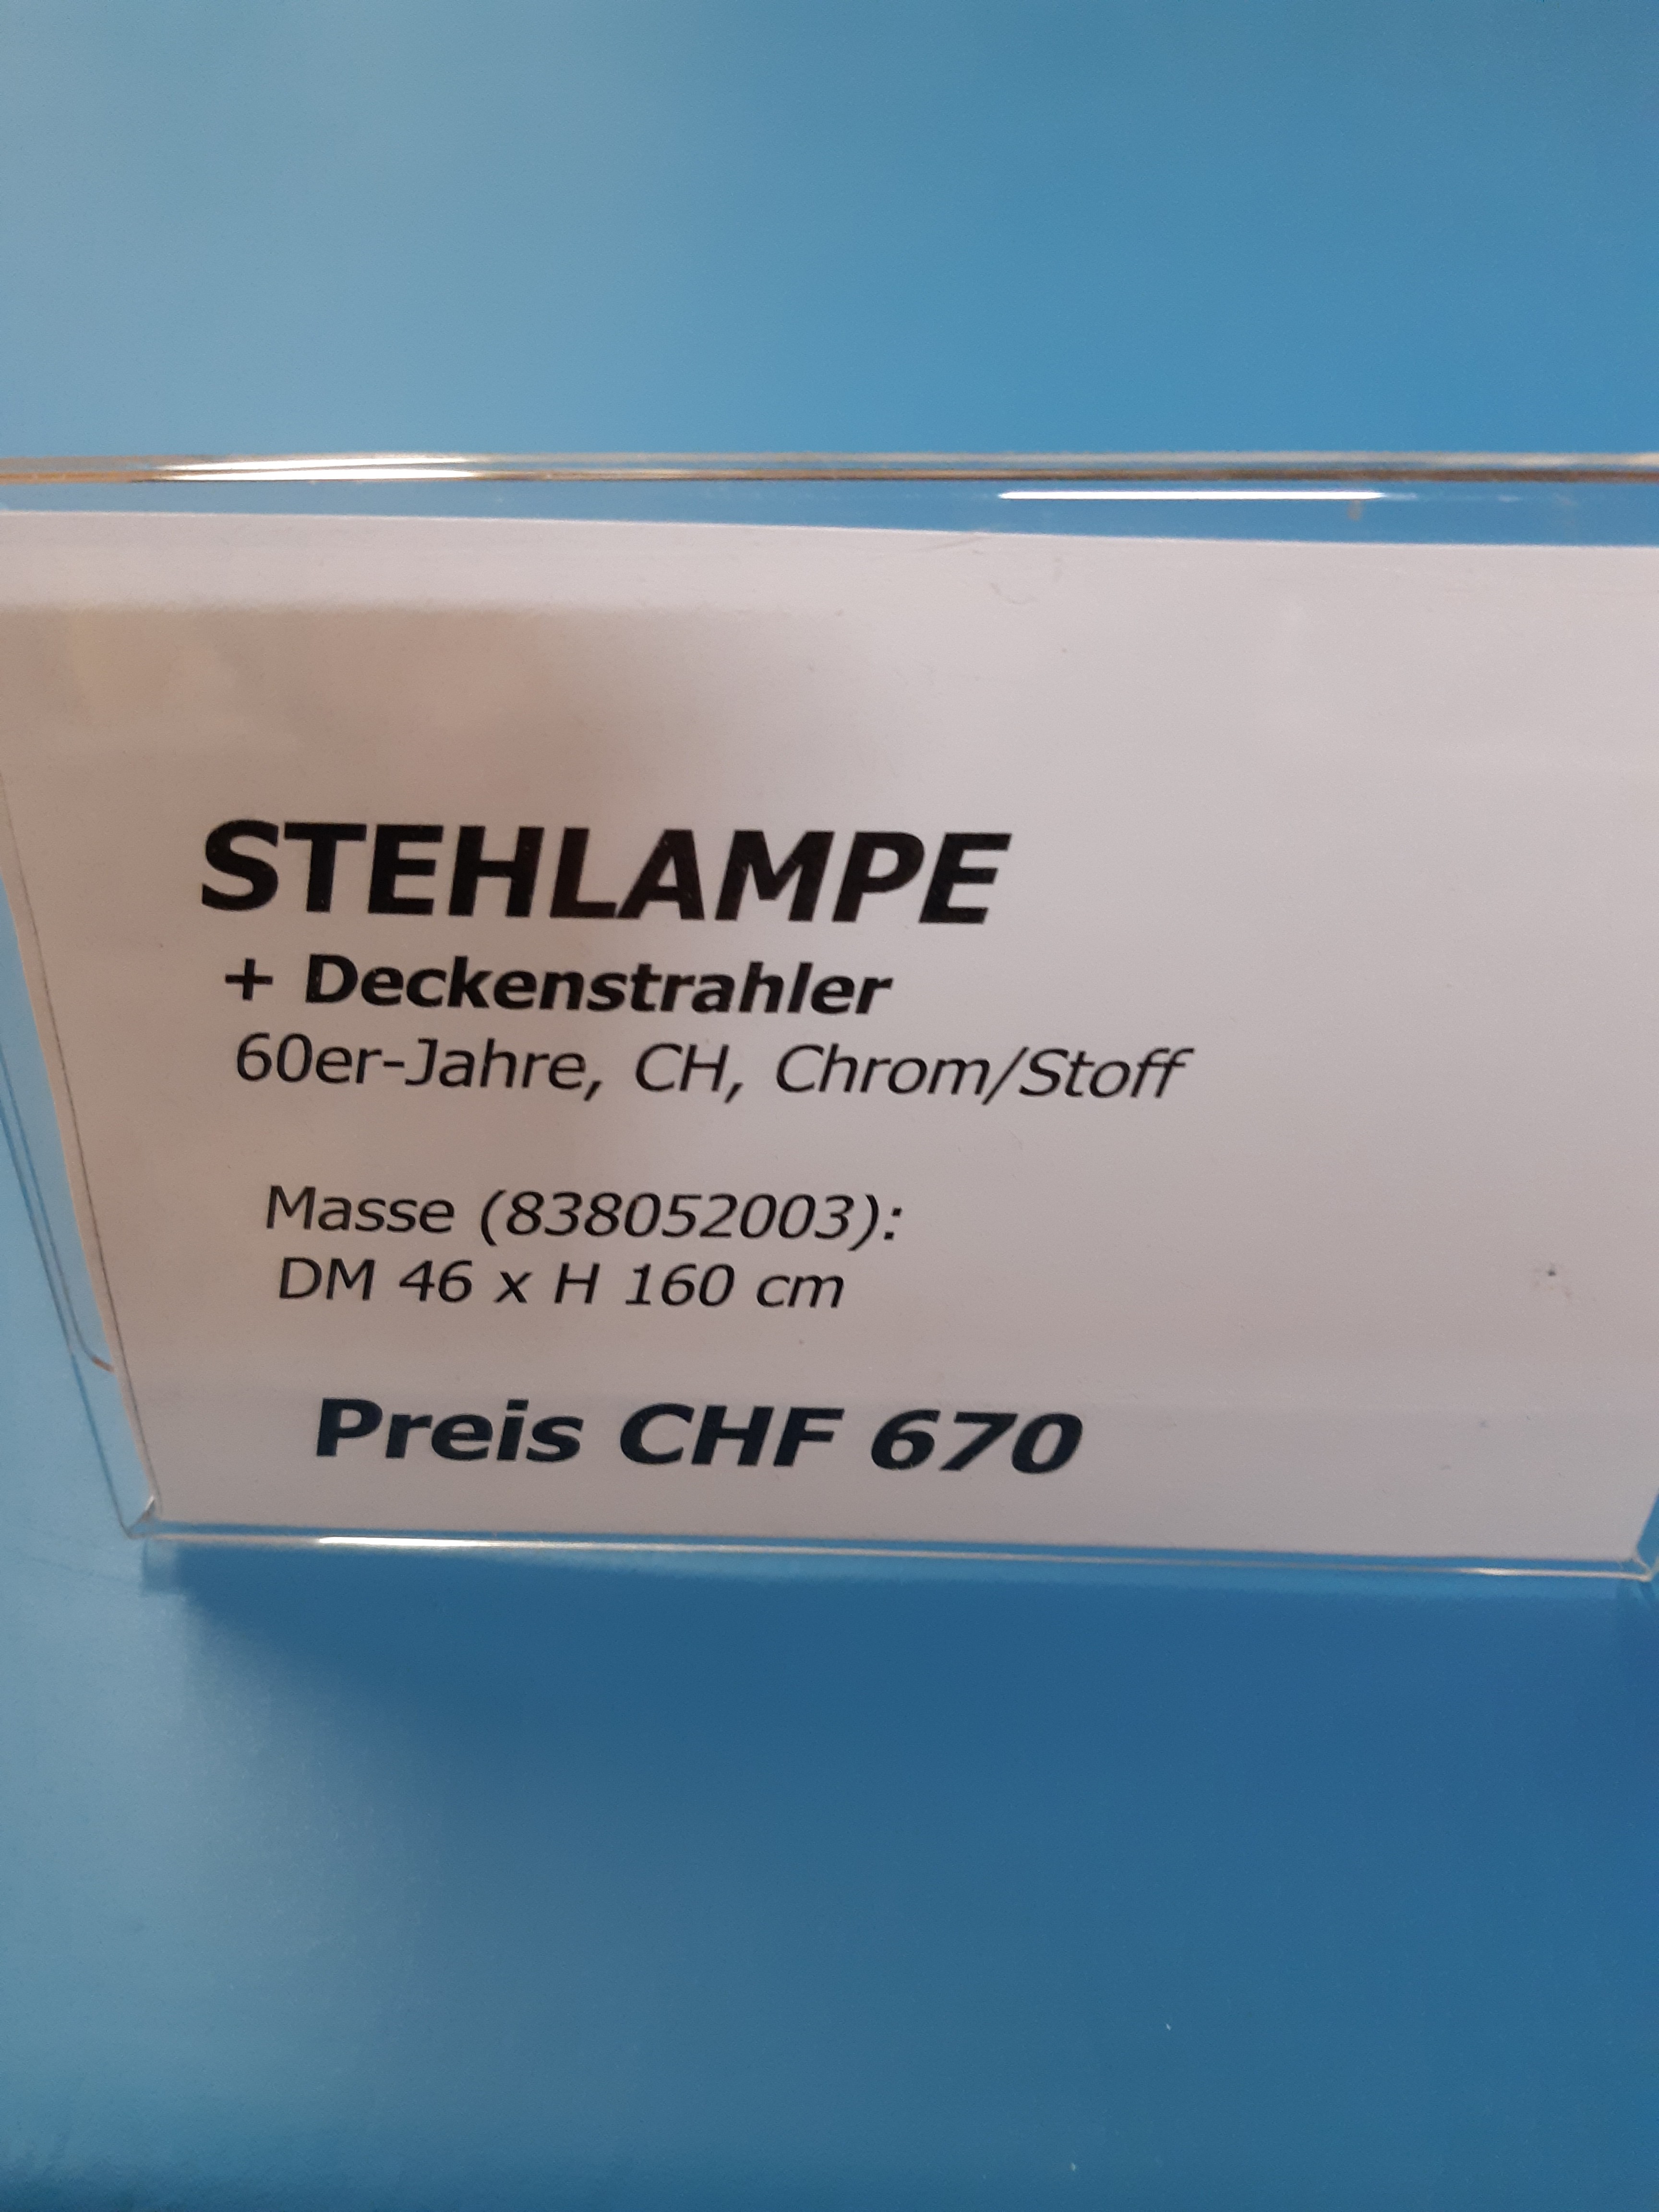 STEHLAMPE
+ Deckenstrahler
60er-Jahre, CH, Chrom/Stoff
Masse (838052003):
DM 46 x H 160 cm
Preis CHF 670